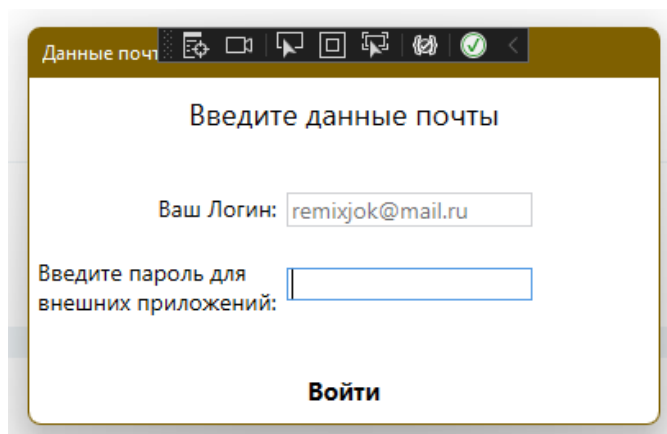 Данные почт
Введите данные почты
Ваш Логин: remixjok@mail.ru
Введите пароль для
внешних приложений:
Войти